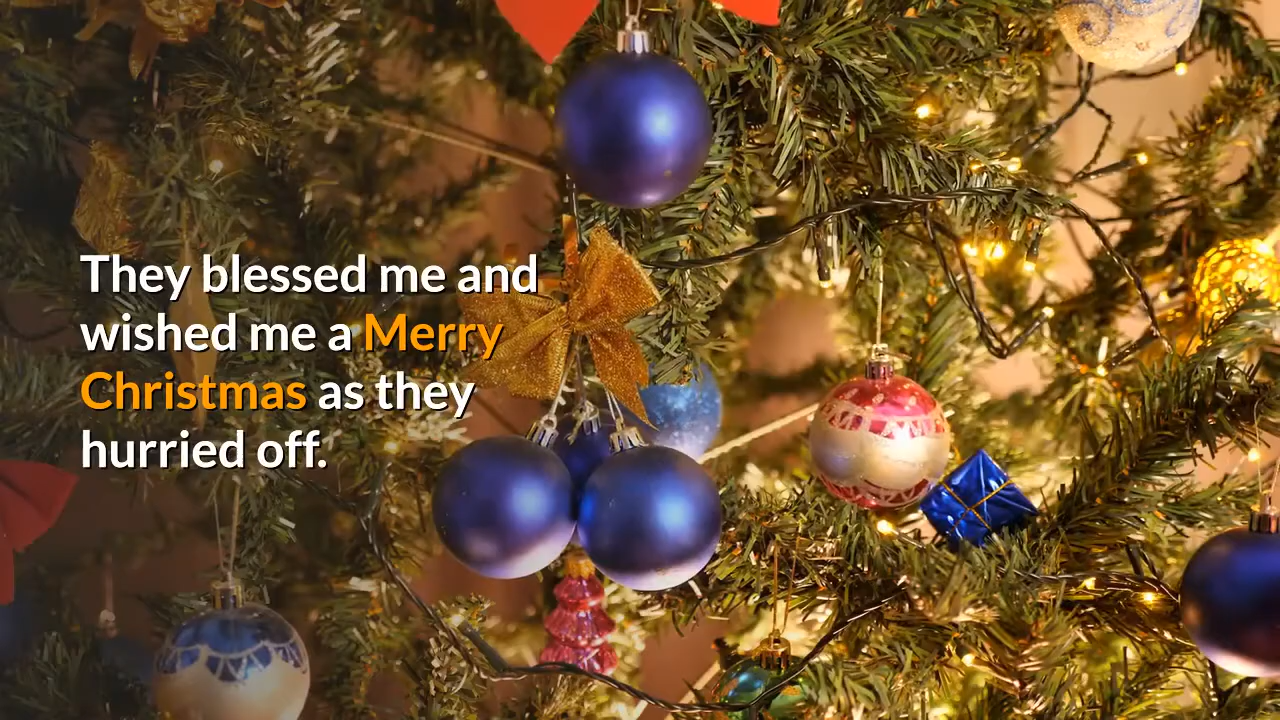 They blessed me and
wished me a Merry
Christmas as they
hurried off.